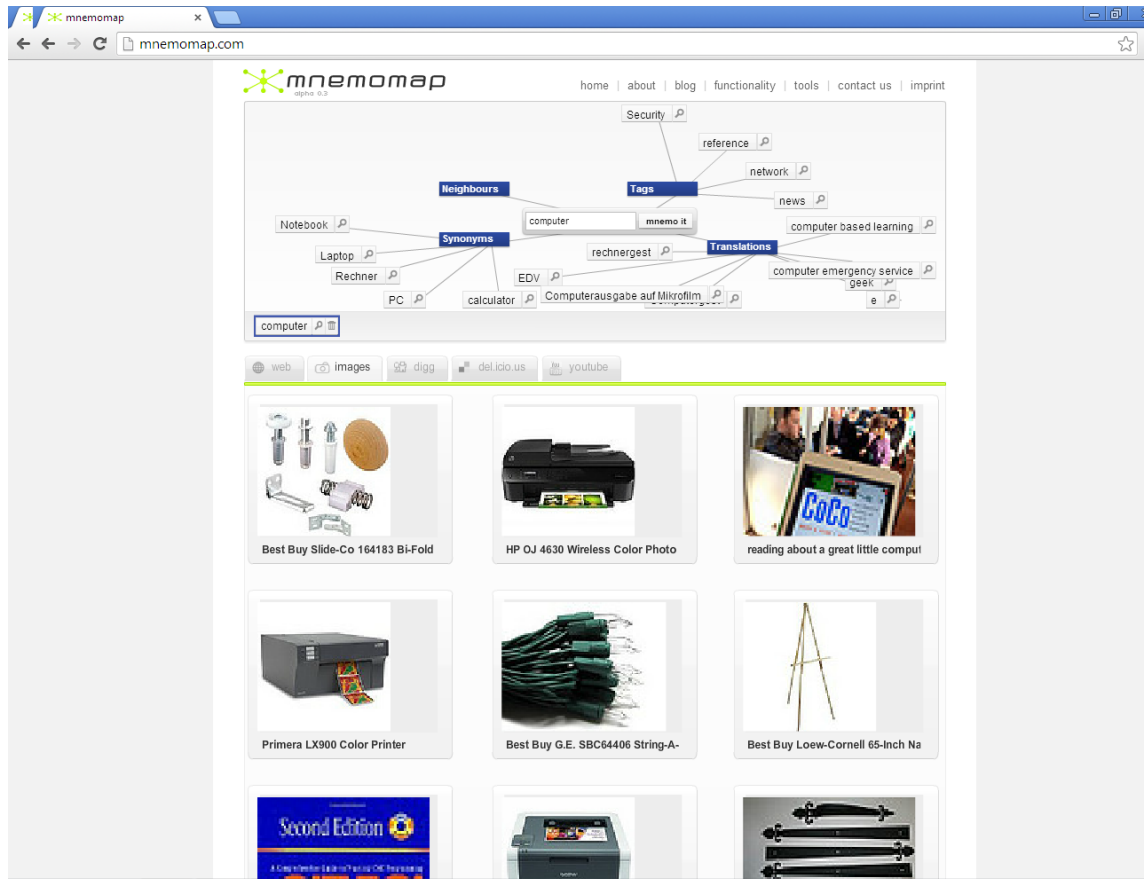 mnemomap
mnemomap.com
mnemomap
alpha 0.3
home | about | blog | functionality | tools | contact us | imprint
Security
reference
network
news
Neighbours
Tags
computer
mnemo it
Notebook
Synonyms
computer based learning
Laptop
rechnergest
Translations
Rechner
EDV
computer emergency service
geek
PC
calculator
Computerausgabe auf Mikrofilm
e
computer
web
images
digg
del.icio.us
youtube
CoCo
Best Buy Slide-Co 164183 Bi-Fold
HP OJ 4630 Wireless Color Photo
reading about a great little comput
Primera LX900 Color Printer
Best Buy G.E. SBC64406 String-A-
Best Buy Loew-Cornell 65-Inch Na
Second Edition